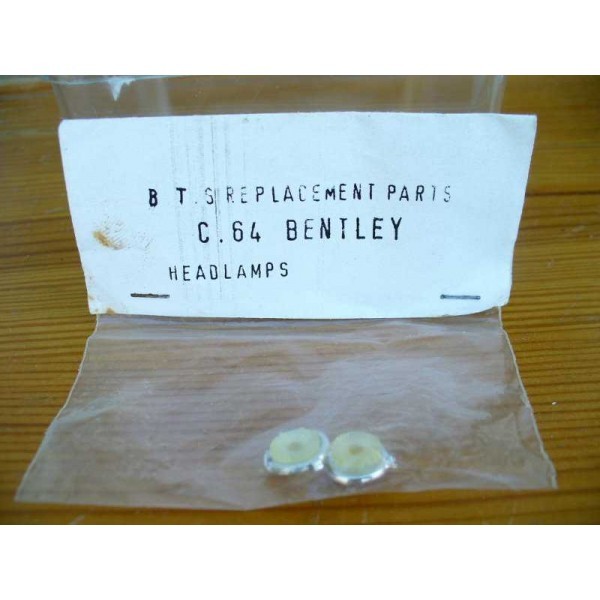 B T.S REPLACEMENT PARTS
C.64 BENTLEY
HEADLAMPS